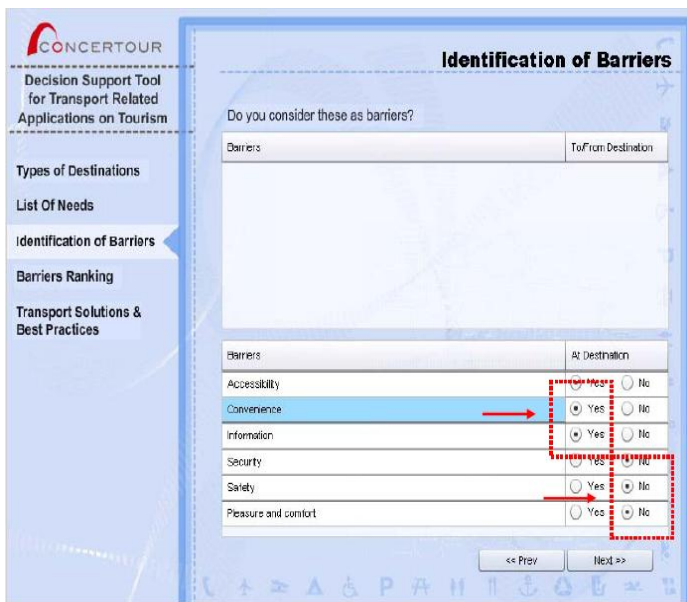 CONCERTOUR
Decision Support Tool
for Transport Related
Applications on Tourism
Types of Destinations
List Of Needs
Identification of Barriers
Barriers Ranking
Transport Solutions &
Best Practices
Identification of Barriers
Do you consider these as barriers?
Barriers To/From Destination
Barriers At Destination
Accessibility Yes No
Convenience Yes No
Information Yes No
Security Yes No
Safety Yes No
Pleasure and comfort Yes No
<< Prev Next >>
P